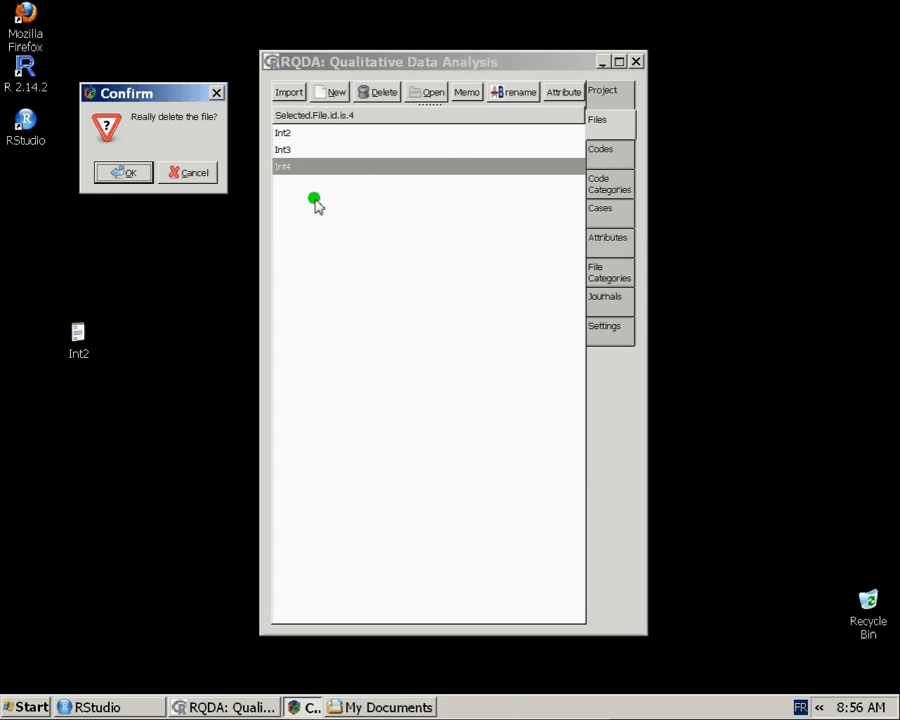 Mozilla
Firefox
R 2.14.2
RStudio
Confirm
Really delete the file?
OK
Cancel
Int2
RQDA: Qualitative Data Analysis
Import
New
Delete
Open
Memo
rename
Attribute
Selected.File.id.is.4
Int2
Int3
Int4
Project
Files
Codes
Code
Categories
Cases
Attributes
File
Categories
Journals
Settings
Recycle
Bin
Start
RStudio
RQDA: Quali...
C...
My Documents
FR
«
8:56 AM